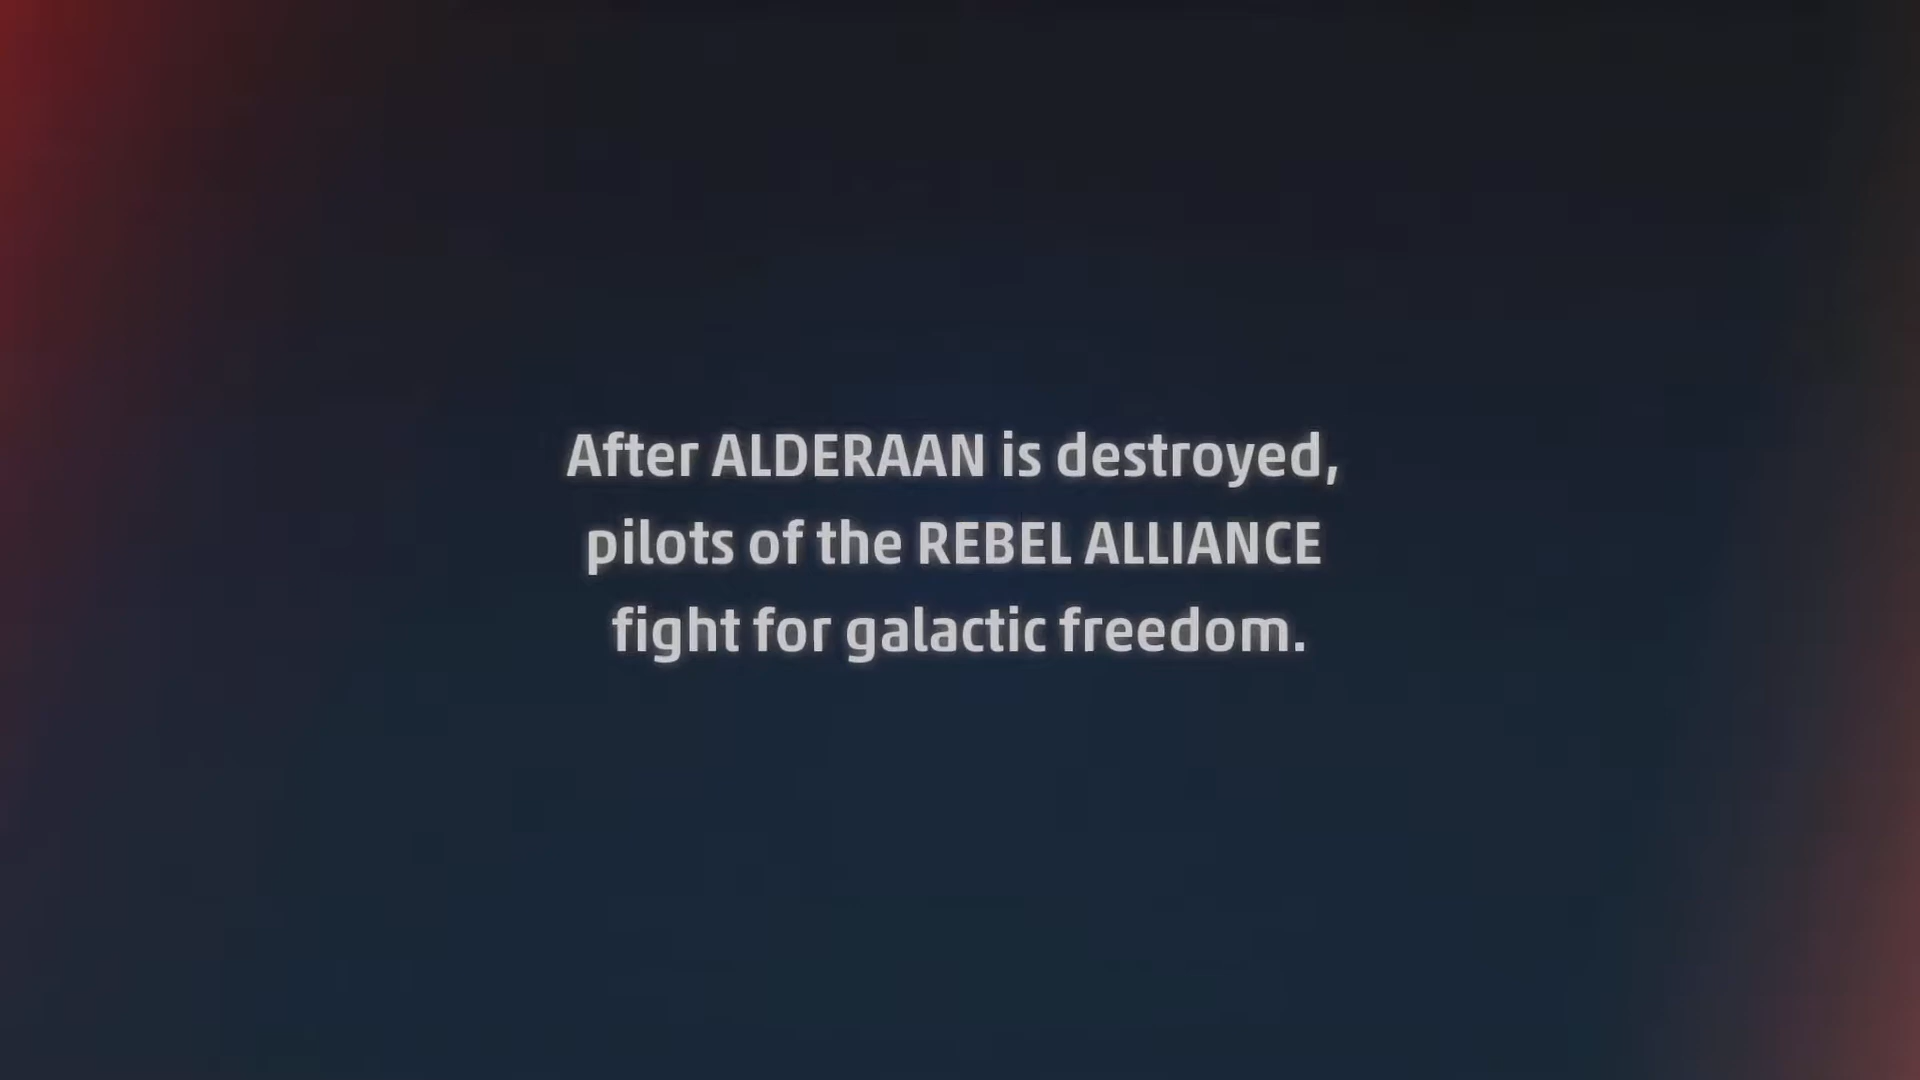 After ALDERAAN is destroyed,
pilots of the REBEL ALLIANCE
fight for galactic freedom.